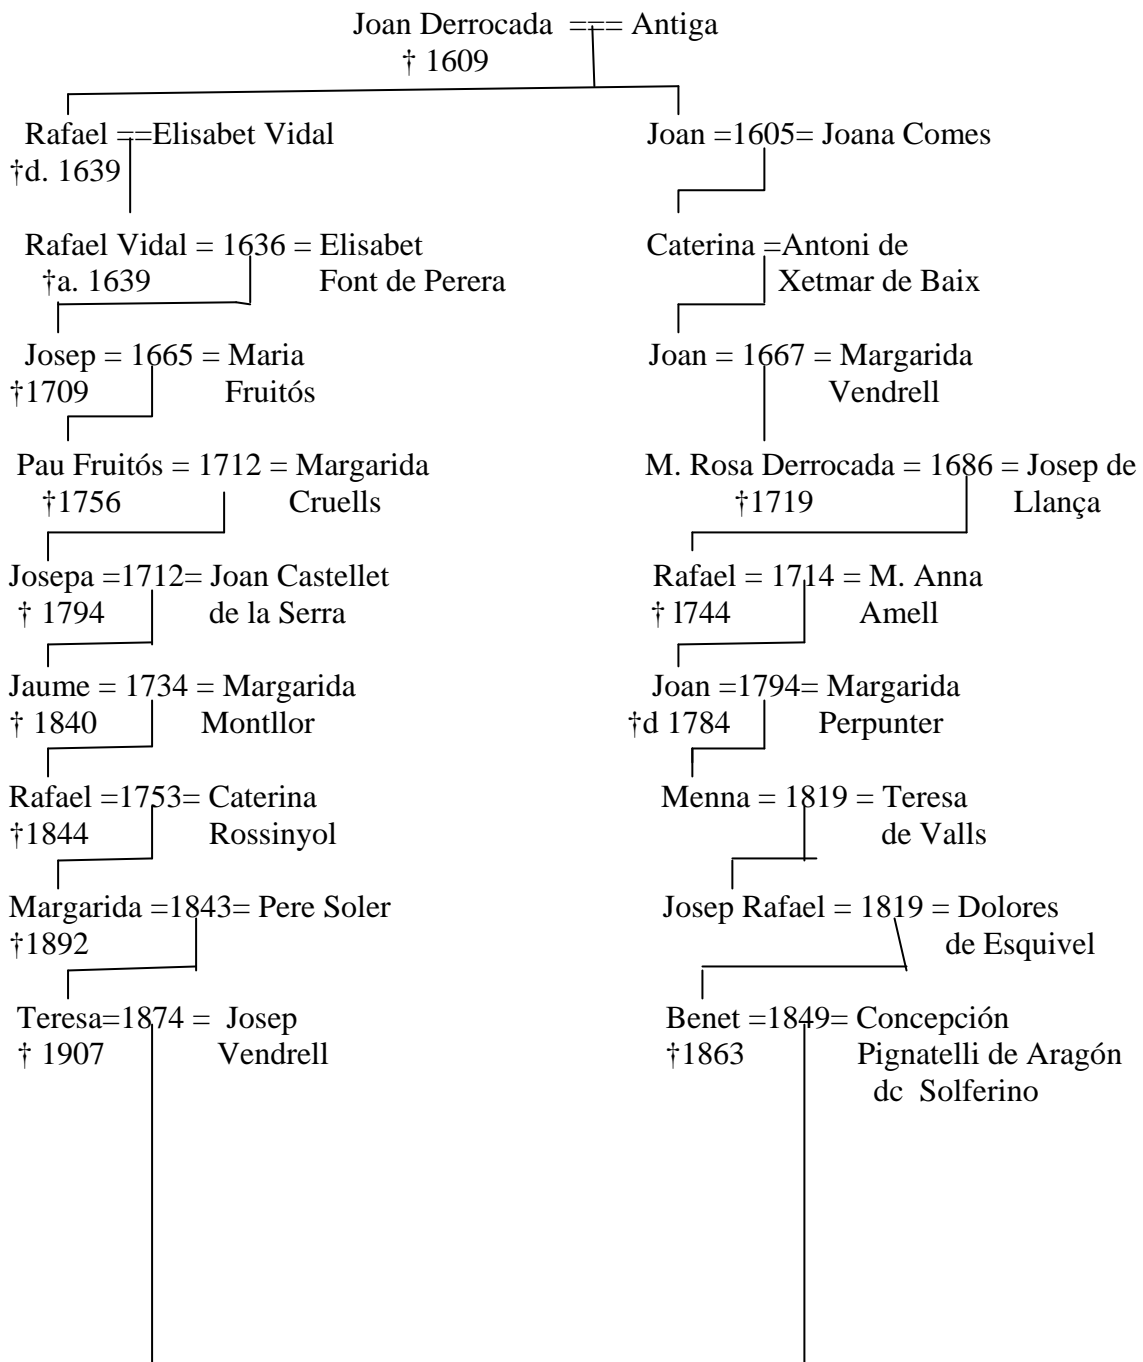 Joan Derrocada === Antiga
† 1609
Rafael ==Elisabet Vidal
†d. 1639
Joan =1605= Joana Comes
Rafael Vidal = 1636 = Elisabet
†a. 1639 Font de Perera
Caterina =Antoni de
Xetmar de Baix
Josep = 1665 = Maria
†1709 Fruitós
Joan = 1667 = Margarida
Vendrell
Pau Fruitós = 1712 = Margarida
†1756 Cruells
M. Rosa Derrocada = 1686 = Josep de
†1719 Llança
Josepa =1712= Joan Castellet
† 1794 de la Serra
Rafael = 1714 = M. Anna
† l744 Amell
Jaume = 1734 = Margarida
† 1840 Montllor
Joan =1794= Margarida
†d 1784 Perpunter
Rafael =1753= Caterina
†1844 Rossinyol
Menna = 1819 = Teresa
de Valls
Margarida =1843= Pere Soler
†1892
Josep Rafael = 1819 = Dolores
de Esquivel
Teresa=1874 = Josep
† 1907 Vendrell
Benet =1849= Concepción
†1863 Pignatelli de Aragón
dc Solferino